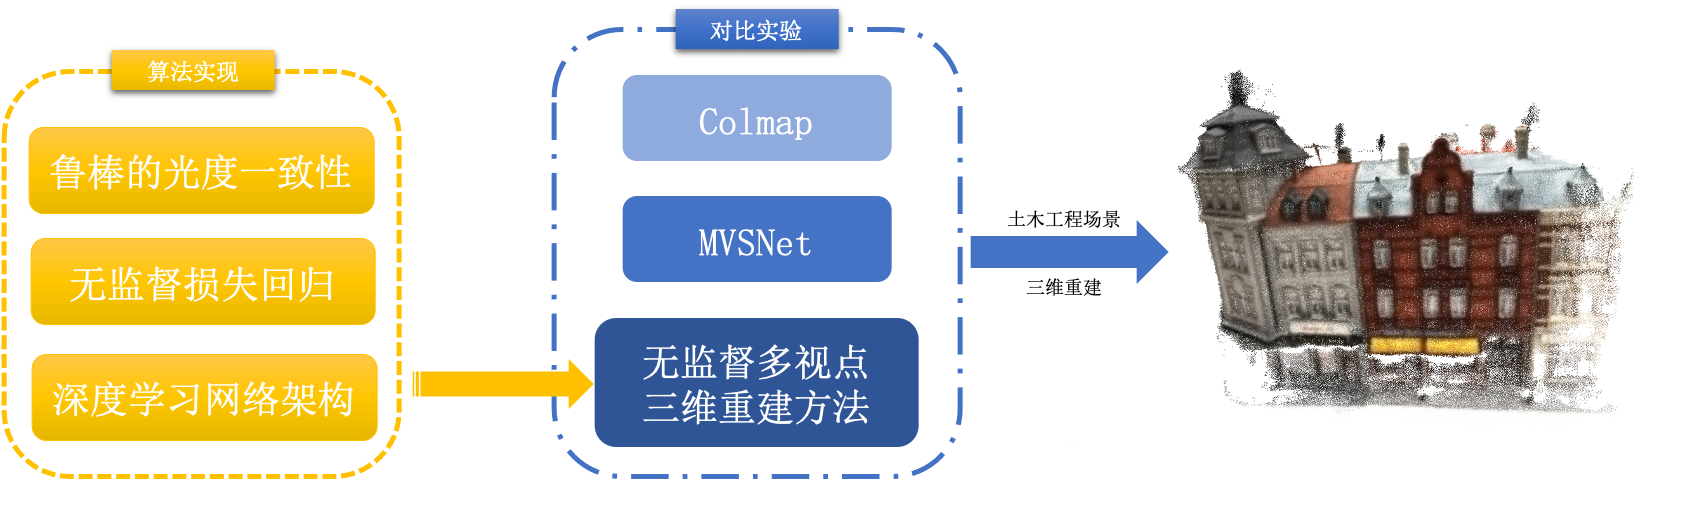 算法实现
鲁棒的光度一致性
无监督损失回归
深度学习网络架构
对比实验
Colmap
MVSNet
无监督多视点
三维重建方法
土木工程场景
三维重建